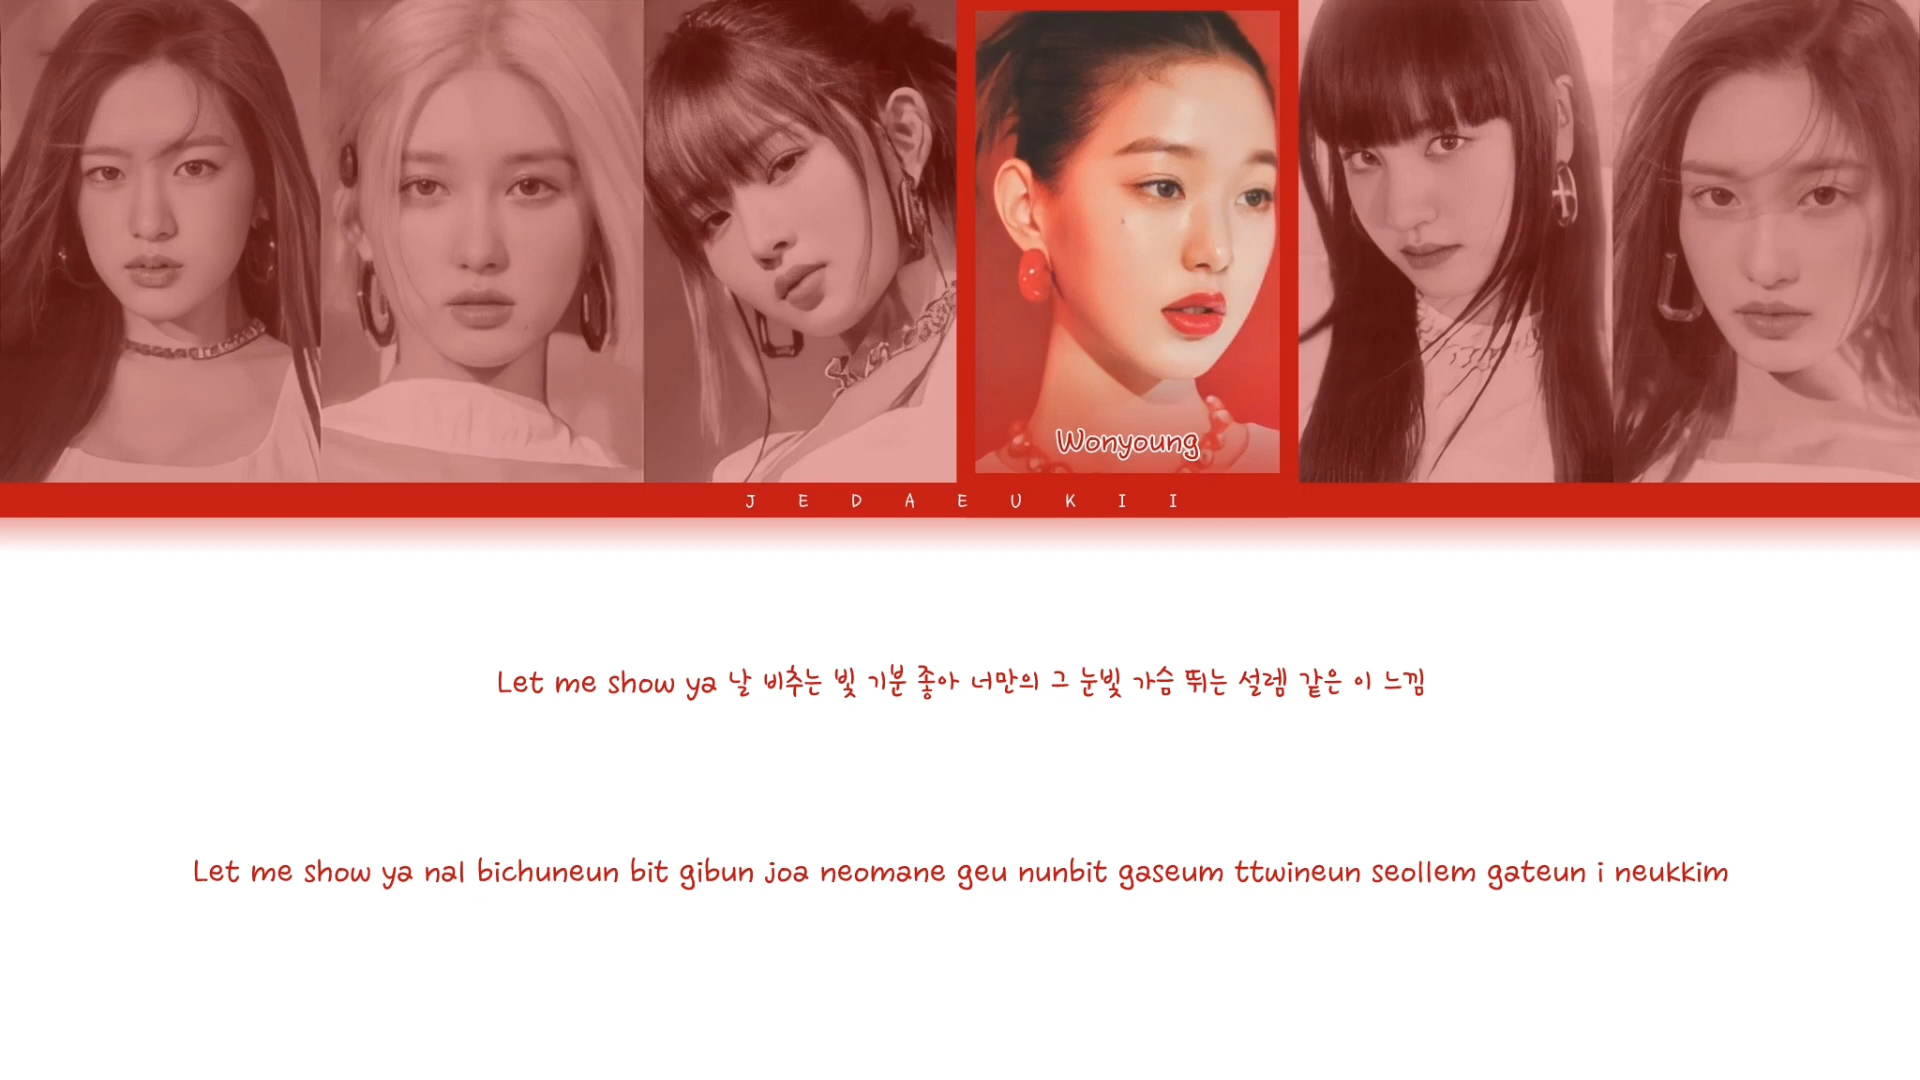 Wonyoung
J E D A E U K I I
Let me show ya 날 비추는 빛 기분 좋아 너만의 그 눈빛 가슴 뛰는 설렘 같은 이 느낌
Let me show ya nal bichuneun bit gibun joa neomane geu nunbit gaseum ttwineun seollem gateun i neukkim